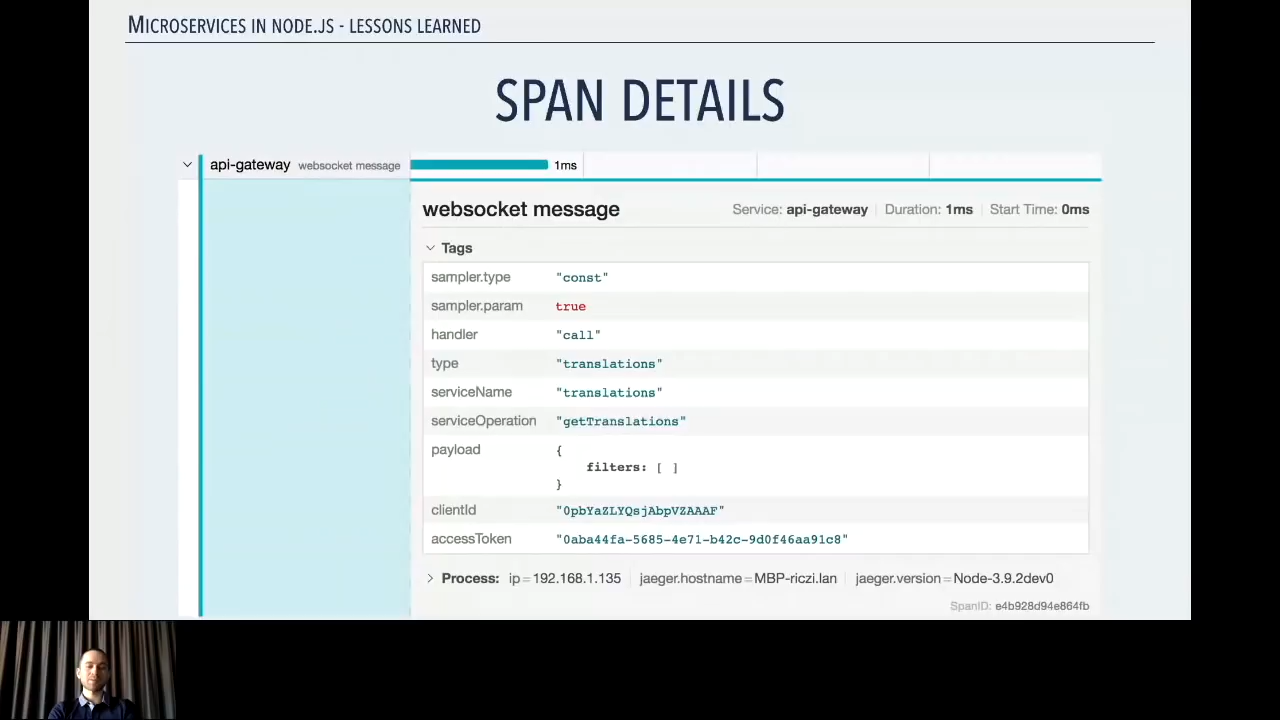 MICROSERVICES IN NODE.JS - LESSONS LEARNED
SPAN DETAILS
api-gateway websocket message 1ms
websocket message Service: api-gateway Duration: 1ms Start Time: 0ms
Tags
sampler.type "const"
sampler.param true
handler "call"
type "translations"
serviceName "translations"
serviceOperation "getTranslations"
payload {
filters: [ ]
}
clientId "0pbYaZLYQsjAbpVZAAAF"
accessToken "0aba44fa-5685-4e71-b42c-9d0f46aa91c8"
Process: ip = 192.168.1.135 jaeger.hostname = MBP-riczi.lan jaeger.version = Node-3.9.2dev0
SpanID: e4b928d94e864fb